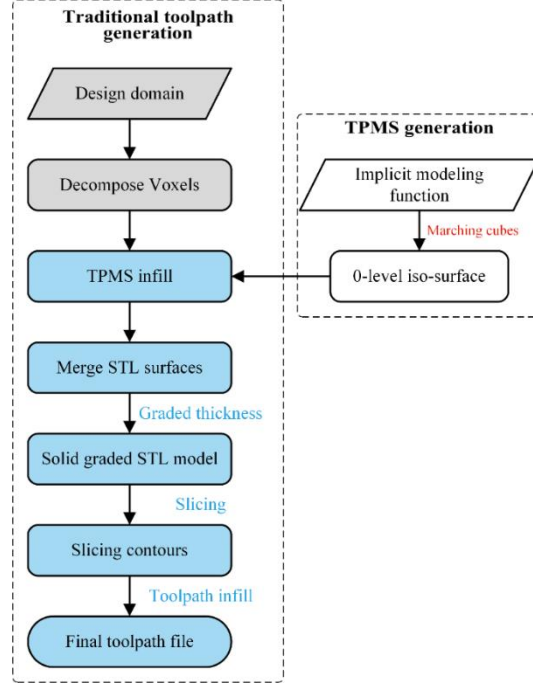 Traditional toolpath
generation
Design domain
Decompose Voxels
TPMS infill
Merge STL surfaces
Graded thickness
Solid graded STL model
Slicing
Slicing contours
Toolpath infill
Final toolpath file
TPMS generation
Implicit modeling
function
Marching cubes
0-level iso-surface